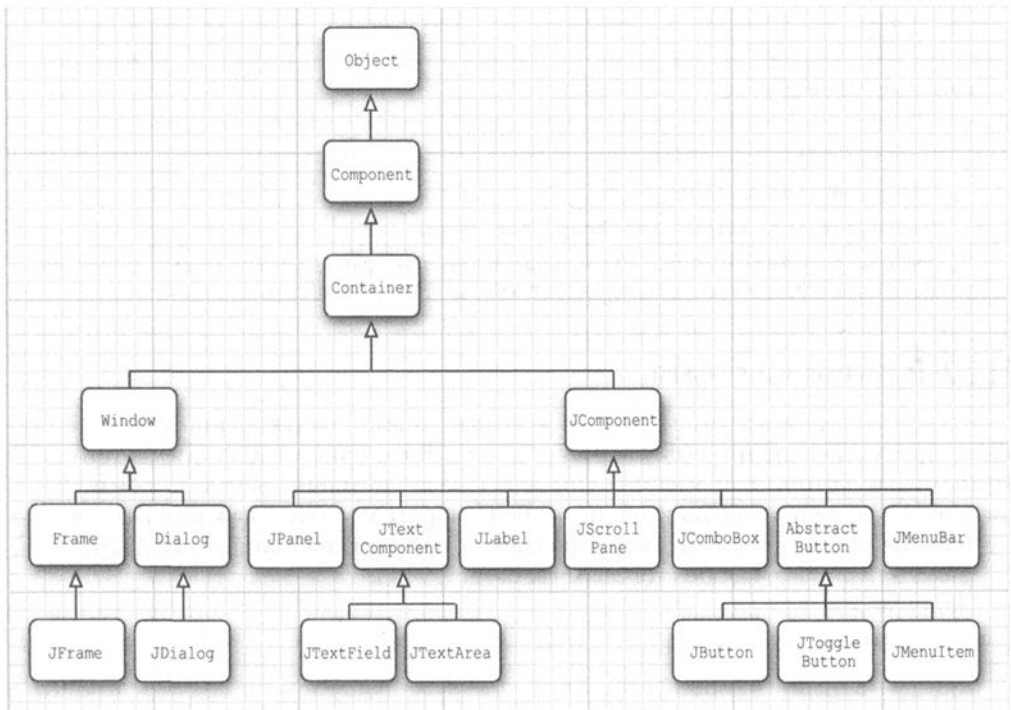 Object
Component
Container
Window
JComponent
Frame
Dialog
JPanel
JText
Component
JLabel
JScroll
Pane
JComboBox
Abstract
Button
JMenuBar
JFrame
JDialog
JTextField
JTextArea
JButton
JToggle
Button
JMenuItem